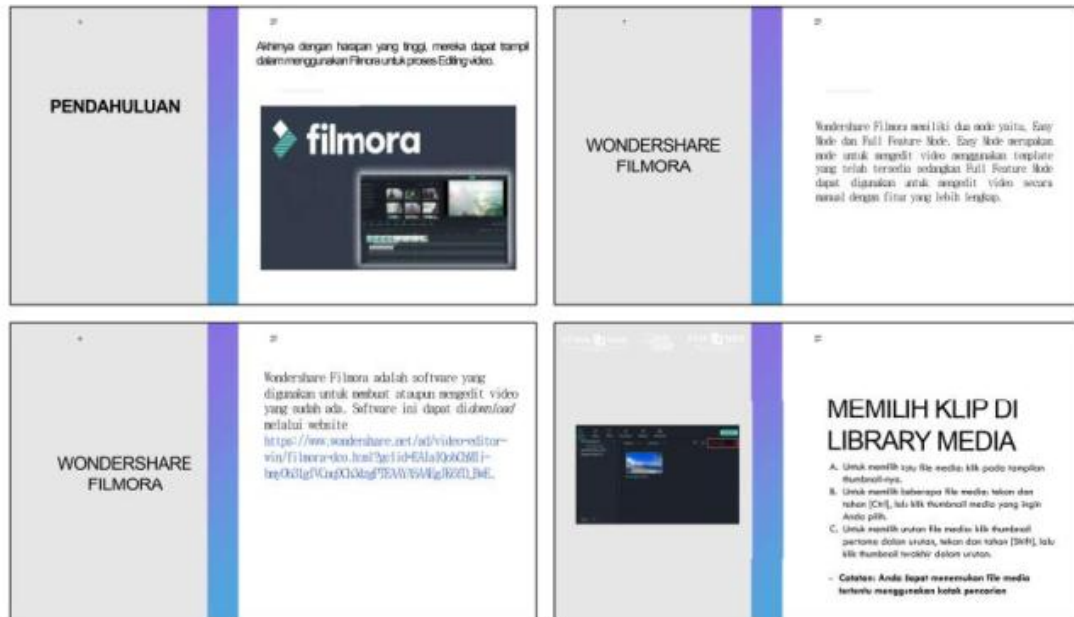 PENDAHULUAN
Akhirnya dengan harapan yang tinggi, mereka dapat trampil
dalam menggunakan Filmora untuk proses Editing video.
filmora
WONDERSHARE
FILMORA
Wondershare Filmora memiliki dua mode yaitu, Easy
Mode dan Full Feature Mode. Easy Mode merupakan
mode untuk mengedit video menggunakan template
yang telah tersedia sedangkan Full Feature Mode
dapat digunakan untuk mengedit video secara
manual dengan fitur yang lebih lengkap.
WONDERSHARE
FILMORA
Wondershare Filmora adalah software yang
digunakan untuk membuat ataupun mengedit video
yang sudah ada. Software ini dapat didownload
melalui website
https://www.wondershare.net/ad/video-editor-
MEMILIH KLIP DI
LIBRARY MEDIA
A. Untuk memilih satu file media: klik pada tampilan
thumbnail-nya.
B. Untuk memilih beberapa file media: tekan dan
tahan [Ctrl], lalu klik thumbnail media yang ingin
Anda pilih.
C. Untuk memilih urutan file media: klik thumbnail
pertama dalam urutan, tekan dan tahan [Shift], lalu
klik thumbnail terakhir dalam urutan.
- Catatan: Anda dapat menemukan file media
tertentu menggunakan kotak pencarian